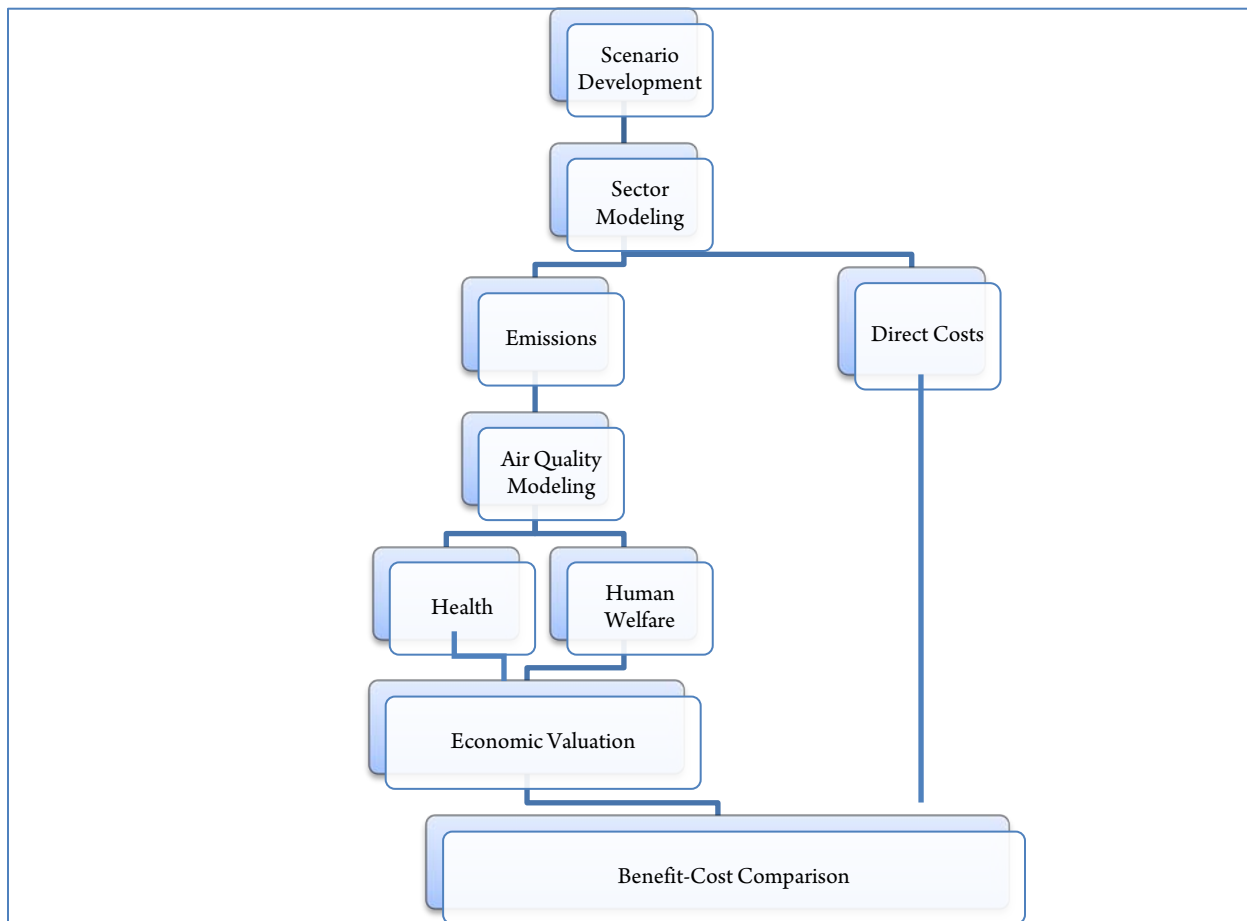 Scenario
Development
Sector
Modeling
Emissions
Direct Costs
Air Quality
Modeling
Health
Human
Welfare
Economic Valuation
Benefit-Cost Comparison